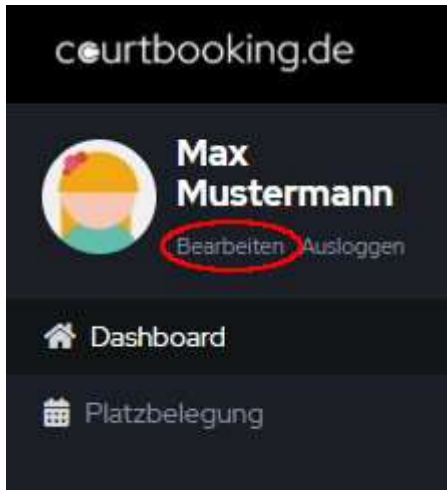 courtbooking.de
Max
Mustermann
Bearbeiten Ausloggen
Dashboard
Platzbelegung